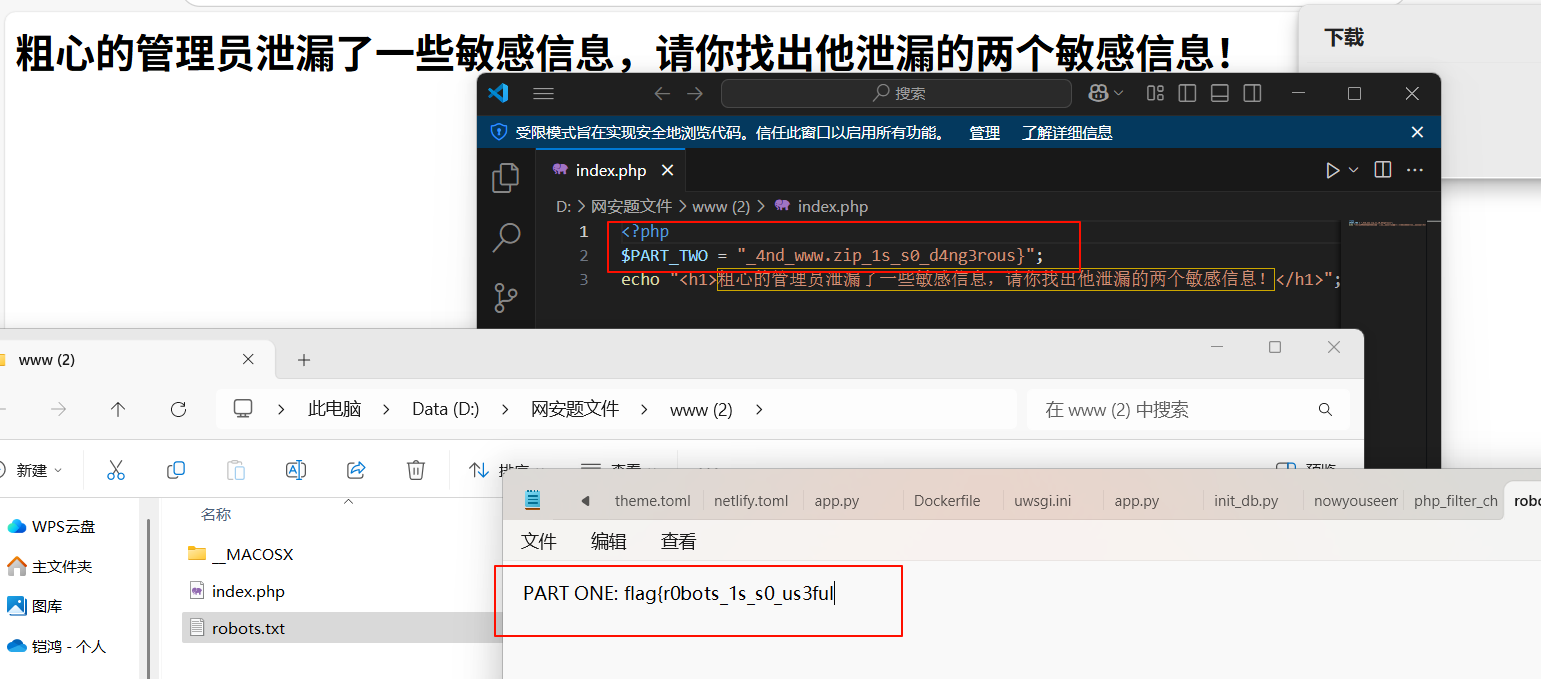 粗心的管理员泄漏了一些敏感信息，请你找出他泄漏的两个敏感信息！
下载
搜索
受限模式旨在实现安全地浏览代码。信任此窗口以启用所有功能。 管理 了解详细信息
index.php
D: > 网安题文件 > www (2) > index.php
1 <?php
2 $PART_TWO = "_4nd_www.zip_1s_s0_d4ng3rous}";
3 echo "<h1>粗心的管理员泄漏了一些敏感信息，请你找出他泄漏的两个敏感信息！</h1>";
www (2)
此电脑 > Data (D:) > 网安题文件 > www (2) >
在 www (2) 中搜索
新建
排序
查看
预览
theme.toml netlify.toml app.py Dockerfile uwsgi.ini app.py init_db.py nowyouseem php_filter_ch robo
文件 编辑 查看
PART ONE: flag{r0bots_1s_s0_us3ful
名称
__MACOSX
index.php
robots.txt
WPS云盘
主文件夹
图库
铠鸿 - 个人